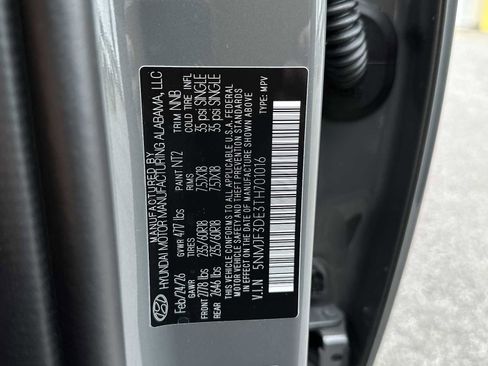 MANUFACTURED BY
HYUNDAI MOTOR MANUFACTURING ALABAMA, LLC
Feb/24/26 GVWR 4717 lbs PAINT NT2 TRIM NNB
GAWR TIRES RIMS COLD TIRE INFL
FRONT 2778 lbs 235/60R18 7.5JX18 35 PSI,SINGLE
REAR 2646 lbs 235/60R18 7.5JX18 35 PSI,SINGLE
THIS VEHICLE CONFORMS TO ALL APPLICABLE U.S.A. FEDERAL
MOTOR VEHICLE SAFETY AND THEFT PREVENTION STANDARDS
IN EFFECT ON THE DATE OF MANUFACTURE SHOWN ABOVE.
V.I.N 5NMJF3DE3TH701016 TYPE: MPV